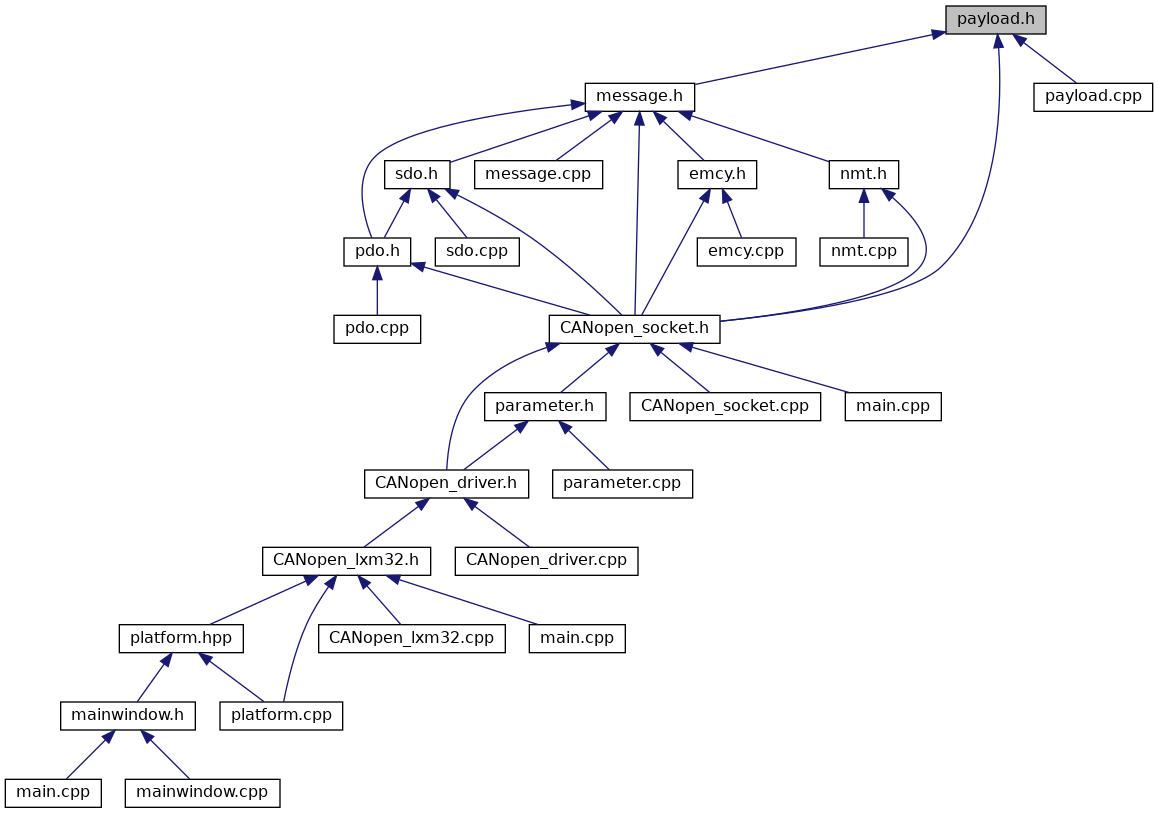 payload.h
message.h
payload.cpp
sdo.h
message.cpp
emcy.h
nmt.h
pdo.h
sdo.cpp
emcy.cpp
nmt.cpp
pdo.cpp
CANopen_socket.h
parameter.h
CANopen_socket.cpp
main.cpp
CANopen_driver.h
parameter.cpp
CANopen_lxm32.h
CANopen_driver.cpp
platform.hpp
CANopen_lxm32.cpp
main.cpp
mainwindow.h
platform.cpp
main.cpp
mainwindow.cpp